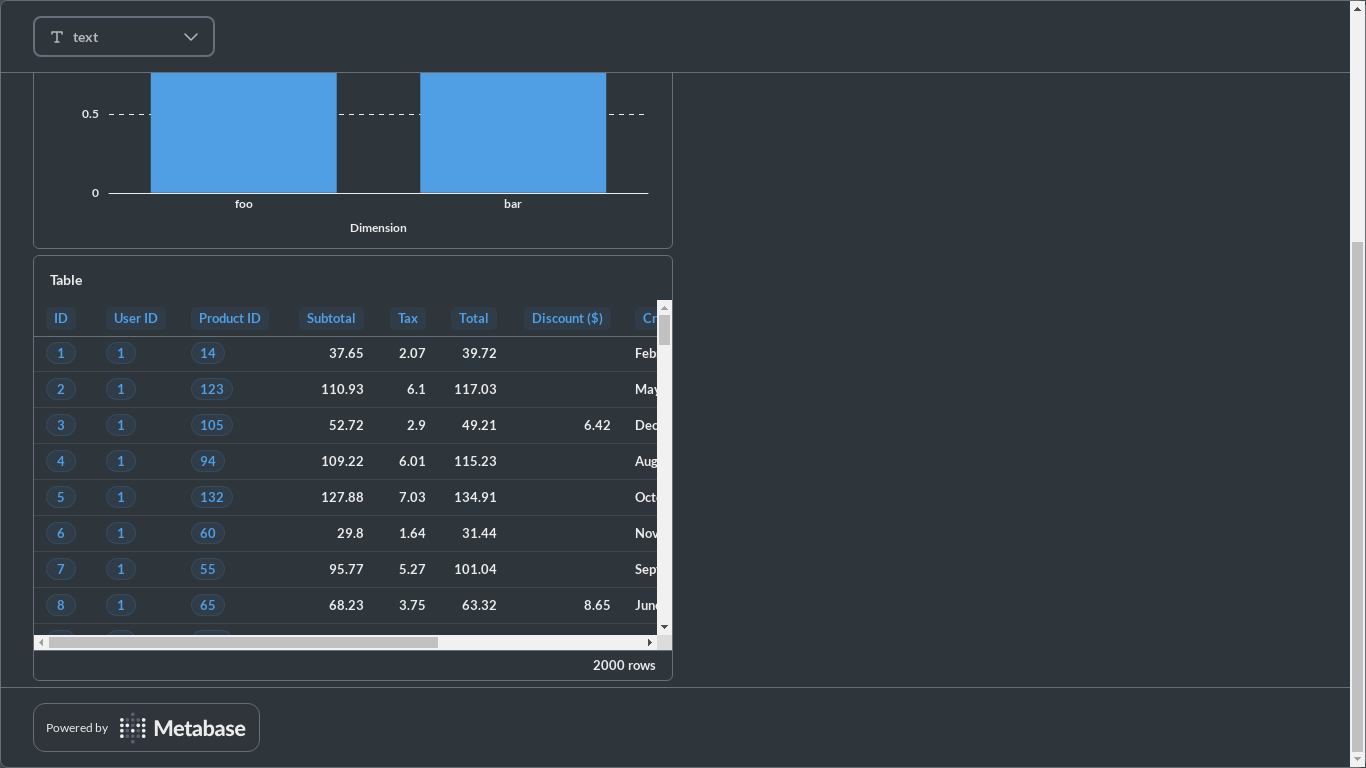 text
0.5
0
foo bar
Dimension
Table
ID User ID Product ID Subtotal Tax Total Discount ($) Cr
1 1 14 37.65 2.07 39.72 Feb
2 1 123 110.93 6.1 117.03 May
3 1 105 52.72 2.9 49.21 6.42 Dec
4 1 94 109.22 6.01 115.23 Aug
5 1 132 127.88 7.03 134.91 Octo
6 1 60 29.8 1.64 31.44 Nov
7 1 55 95.77 5.27 101.04 Sept
8 1 65 68.23 3.75 63.32 8.65 June
2000 rows
Powered by Metabase